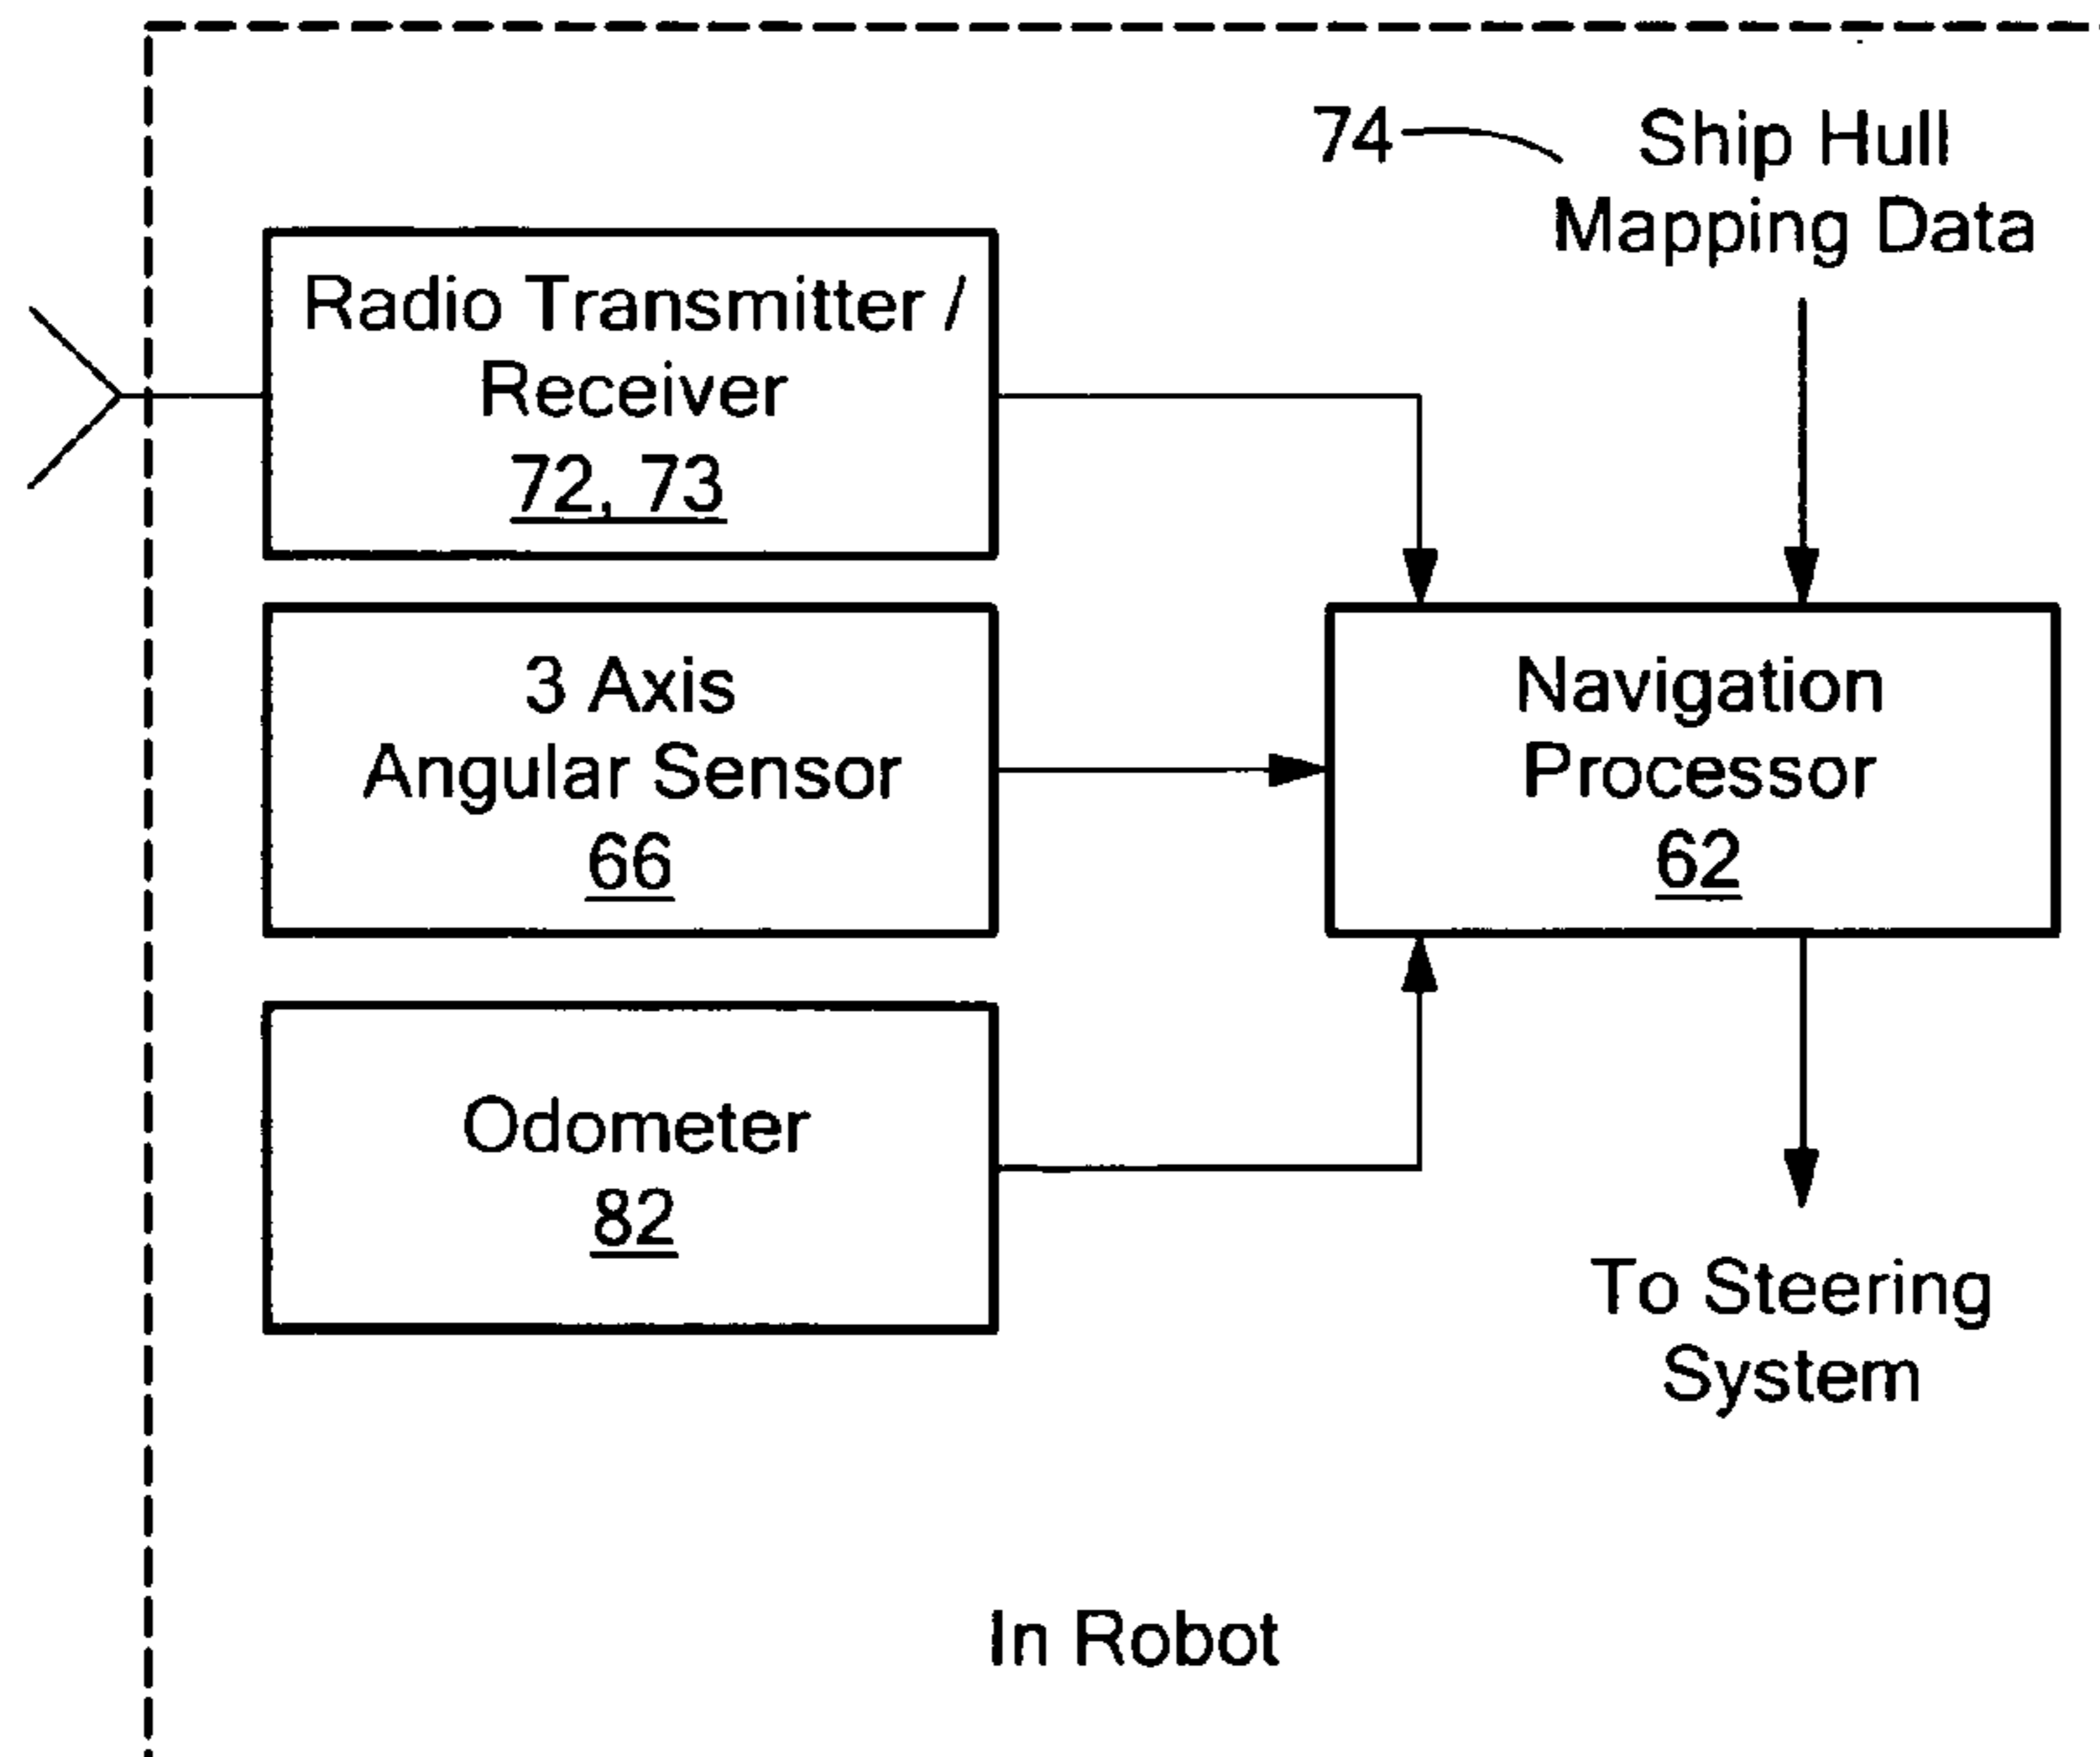 74
Ship Hull
Mapping Data
Radio Transmitter /
Receiver
72, 73
3 Axis
Angular Sensor
66
Navigation
Processor
62
Odometer
82
To Steering
System
In Robot